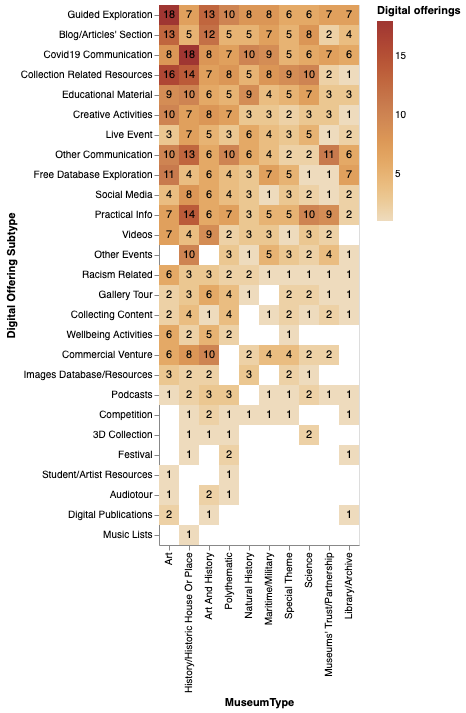 Digital offerings
15
10
5
Digital Offering Subtype
Guided Exploration 18 7 13 10 8 8 6 6 7 7
Blog/Articles' Section 13 5 12 5 5 7 5 8 2 4
Covid19 Communication 8 18 8 7 10 9 5 6 7 6
Collection Related Resources 16 14 7 8 5 8 9 10 2 1
Educational Material 9 10 6 5 9 4 5 7 3 3
Creative Activities 10 7 8 7 3 3 2 3 3 1
Live Event 3 7 5 3 6 4 3 5 1 2
Other Communication 10 13 6 10 6 4 2 2 11 6
Free Database Exploration 11 4 6 4 3 7 5 1 1 7
Social Media 4 8 6 4 3 1 3 2 1 2
Practical Info 7 14 6 7 3 5 5 10 9 2
Videos 7 4 9 2 3 3 1 3 2
Other Events 10 3 1 5 3 2 4 1
Racism Related 6 3 3 2 2 1 1 1 1 1
Gallery Tour 2 3 6 4 1 2 2 1 1
Collecting Content 2 4 1 4 1 2 1 2 1
Wellbeing Activities 6 2 5 2 1
Commercial Venture 6 8 10 2 4 4 2 2
Images Database/Resources 3 2 2 3 2 1
Podcasts 1 2 3 3 1 1 2 1 1
Competition 1 2 1 1 1 1 1
3D Collection 1 1 1 2
Festival 1 2 1
Student/Artist Resources 1 1
Audiotour 1 2 1
Digital Publications 2 1 1
Music Lists 1
Art
History/Historic House Or Place
Art And History
Polythematic
Natural History
Maritime/Military
Special Theme
Science
Museums' Trust/Partnership
Library/Archive
MuseumType